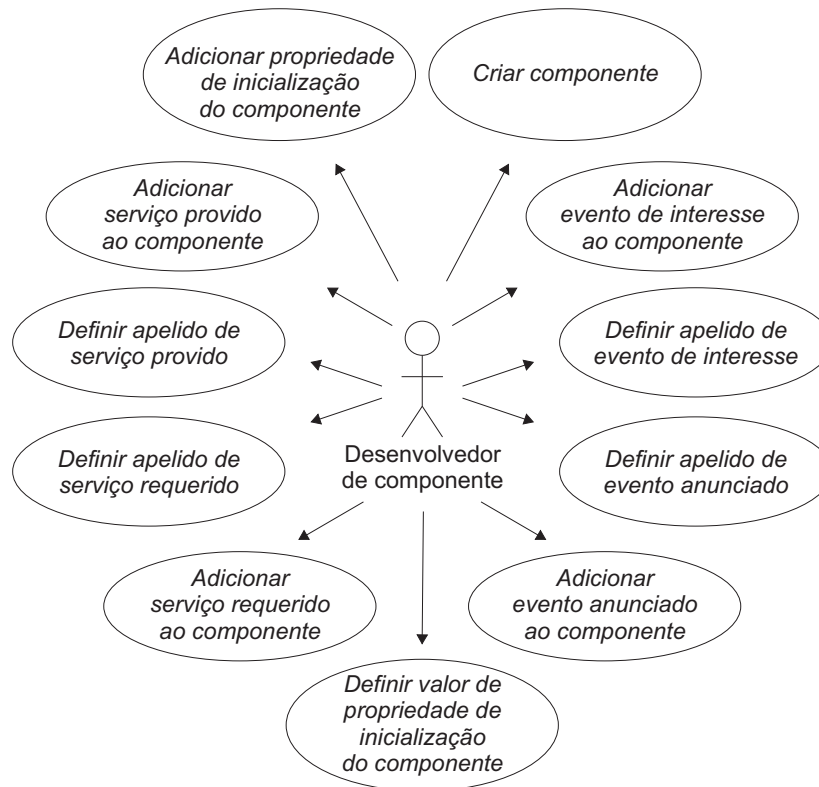 Adicionar propriedade
de inicialização
do componente
Criar componente
Adicionar
serviço provido
ao componente
Adicionar
evento de interesse
ao componente
Definir apelido de
serviço provido
Definir apelido de
evento de interesse
Definir apelido de
serviço requerido
Desenvolvedor
de componente
Definir apelido de
evento anunciado
Adicionar
serviço requerido
ao componente
Adicionar
evento anunciado
ao componente
Definir valor de
propriedade de
inicialização
do componente